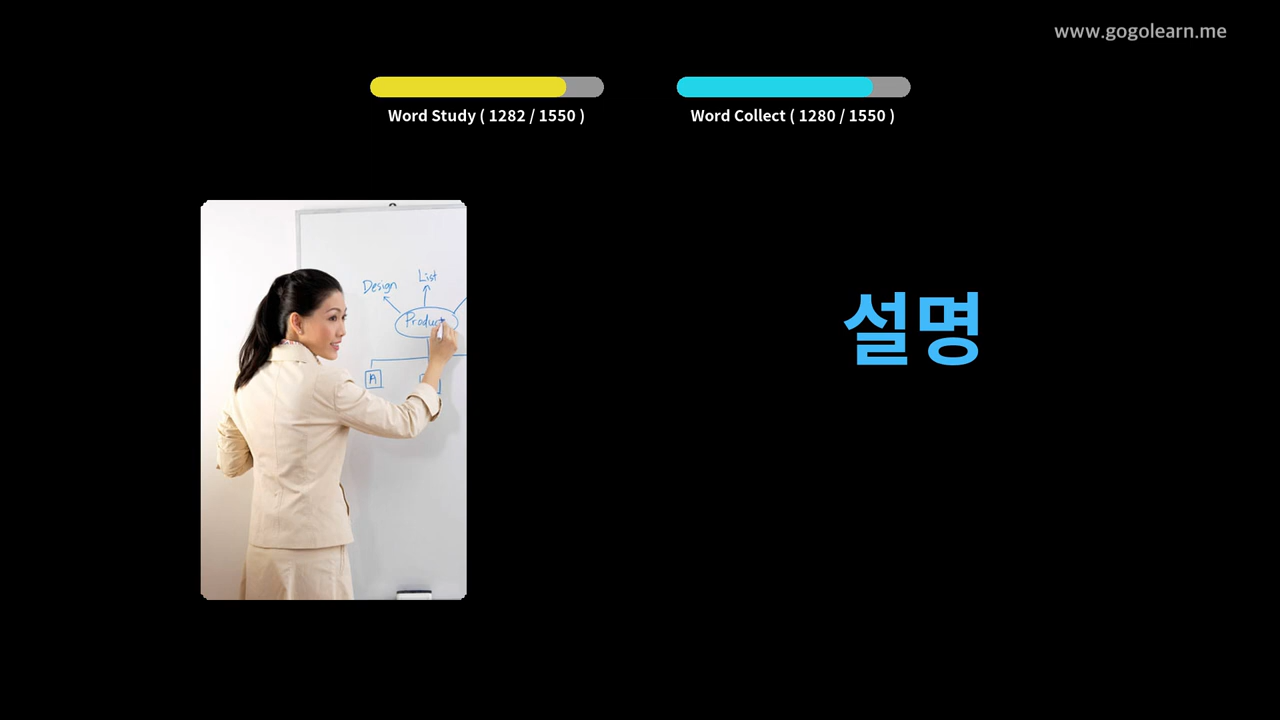 www.gogolearn.me
Word Study ( 1282 / 1550 )
Word Collect ( 1280 / 1550 )
List
Design
Product
A
설명